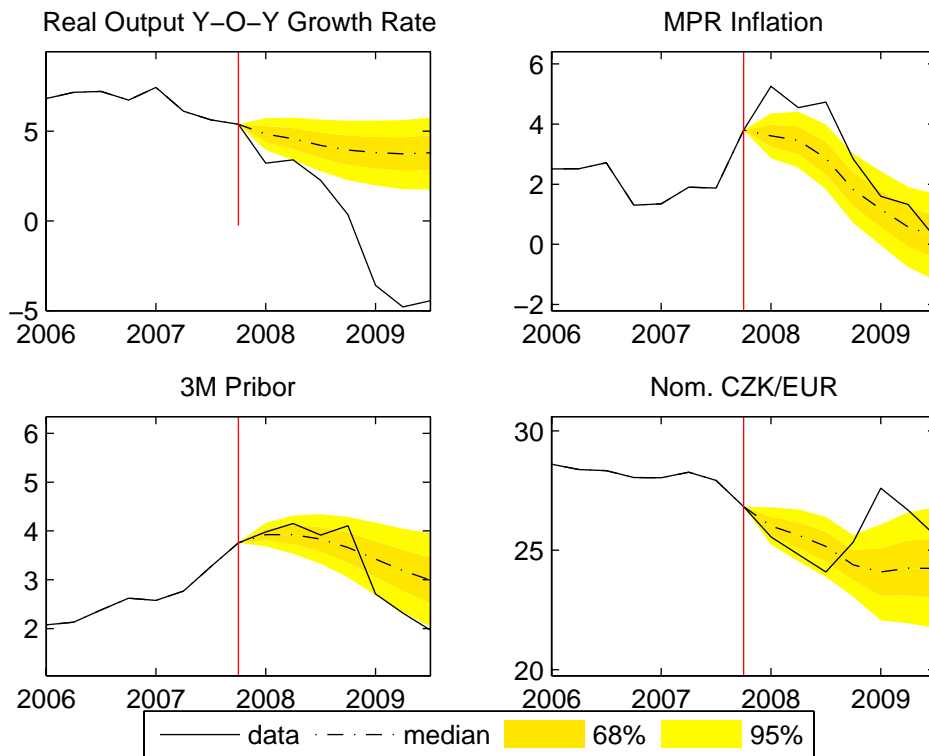 Real Output Y−O−Y Growth Rate
5
0
−5
2006 2007 2008 2009
MPR Inflation
6
4
2
0
−2
2006 2007 2008 2009
3M Pribor
6
5
4
3
2
2006 2007 2008 2009
Nom. CZK/EUR
30
25
20
2006 2007 2008 2009
data median 68% 95%